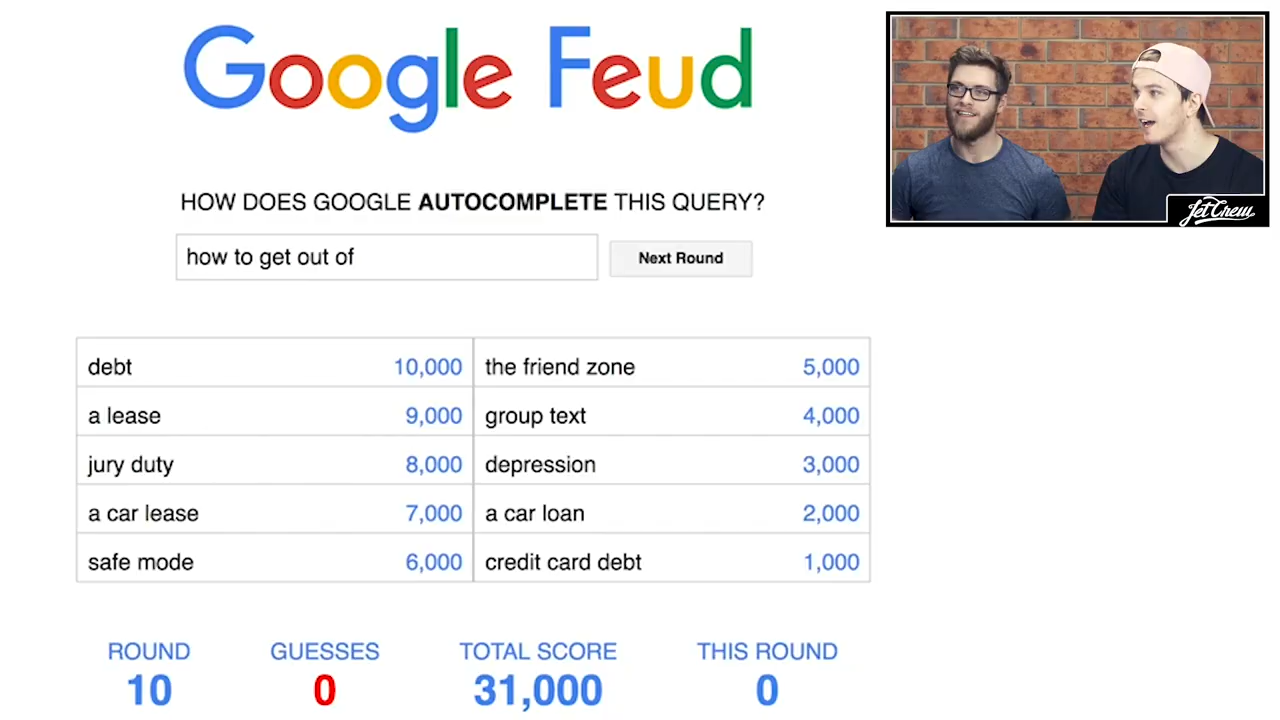 Google Feud
HOW DOES GOOGLE AUTOCOMPLETE THIS QUERY?
how to get out of
Next Round
debt 10,000 the friend zone 5,000
a lease 9,000 group text 4,000
jury duty 8,000 depression 3,000
a car lease 7,000 a car loan 2,000
safe mode 6,000 credit card debt 1,000
ROUND GUESSES TOTAL SCORE THIS ROUND
10 0 31,000 0
JetCrew